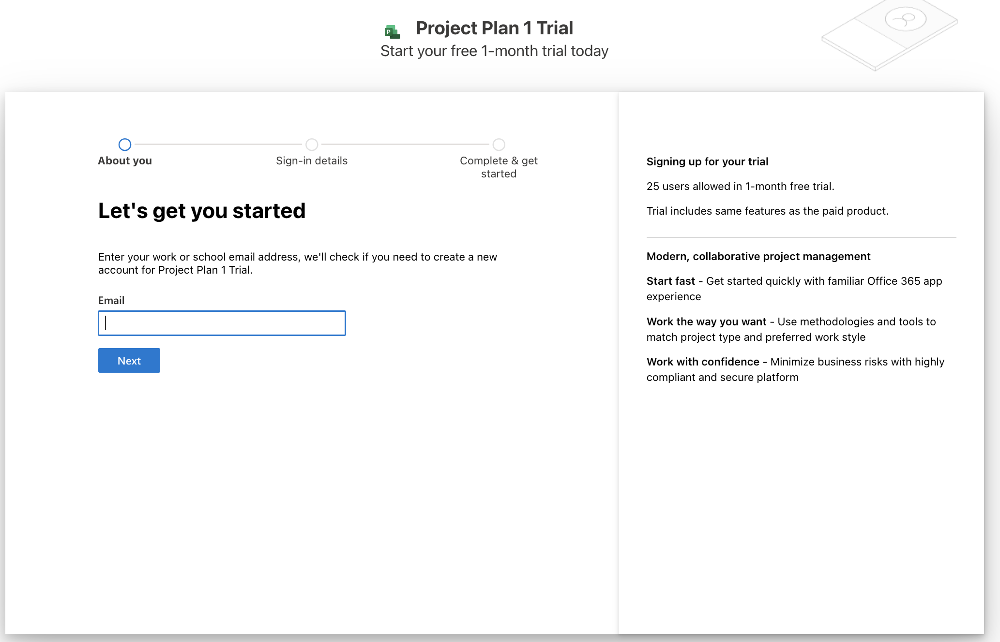 P
Project Plan 1 Trial
Start your free 1-month trial today
About you
Sign-in details
Complete & get
started
Let's get you started
Enter your work or school email address, we'll check if you need to create a new
account for Project Plan 1 Trial.
Email
Next
Signing up for your trial
25 users allowed in 1-month free trial.
Trial includes same features as the paid product.
Modern, collaborative project management
Start fast - Get started quickly with familiar Office 365 app
experience
Work the way you want - Use methodologies and tools to
match project type and preferred work style
Work with confidence - Minimize business risks with highly
compliant and secure platform